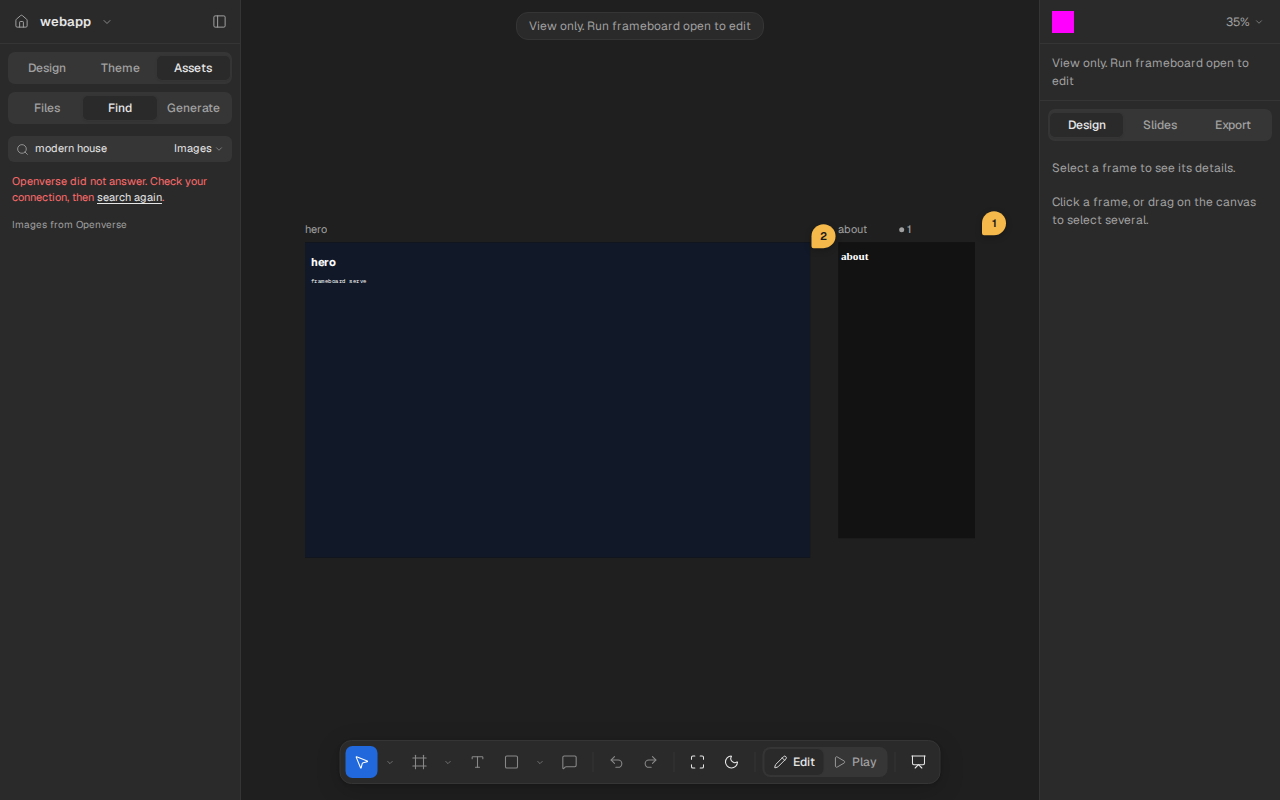 webapp
View only. Run frameboard open to edit
35%
Design Theme Assets
View only. Run frameboard open to
edit
Files Find Generate
Design Slides Export
modern house Images
Select a frame to see its details.
Openverse did not answer. Check your
connection, then search again.
Click a frame, or drag on the canvas
to select several.
Images from Openverse
hero
2
about
1
1
hero
frameboard serve
about
Edit
Play